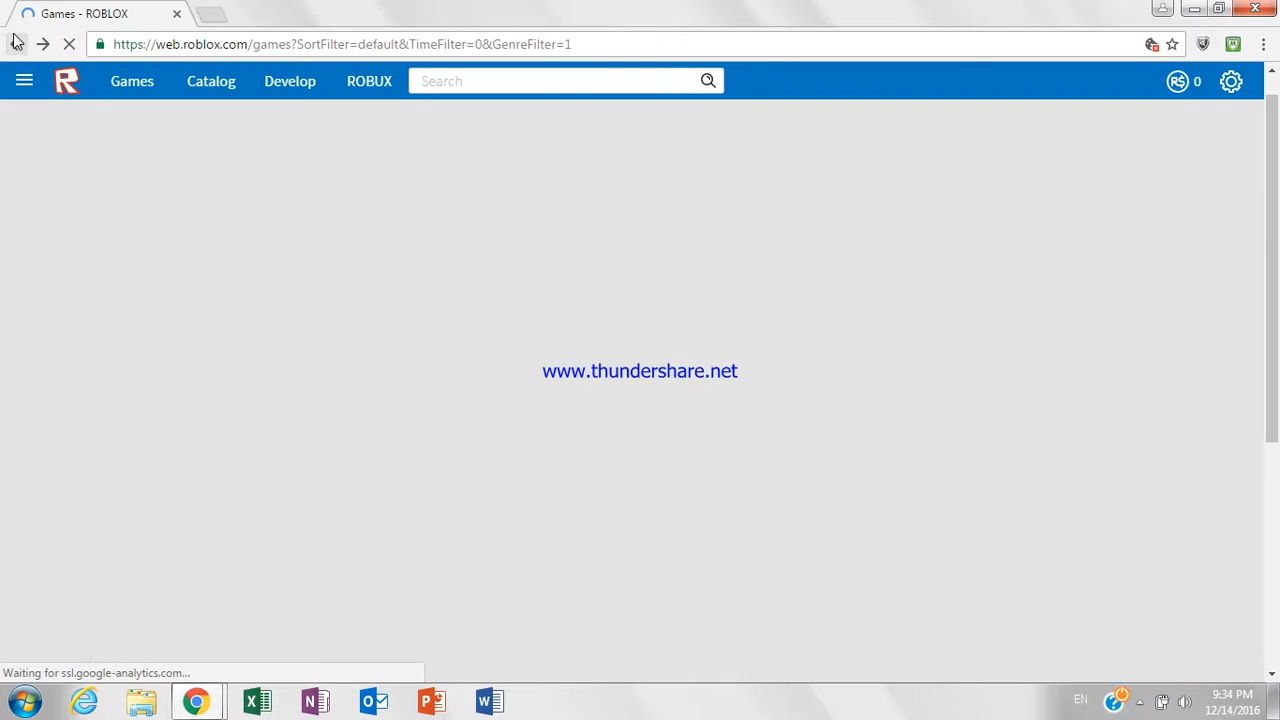 Games - ROBLOX
https://web.roblox.com/games?SortFilter=default&TimeFilter=0&GenreFilter=1
Games Catalog Develop ROBUX Search R$ 0
www.thundershare.net
Waiting for ssl.google-analytics.com...
EN 9:34 PM
12/14/2016